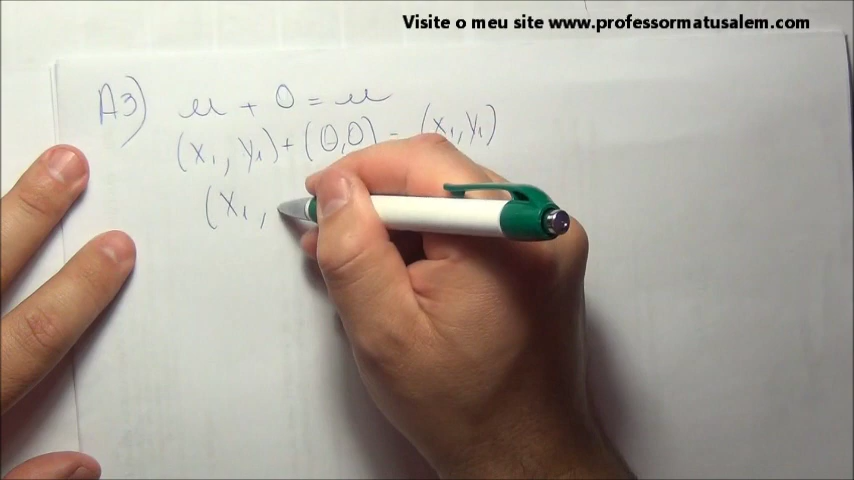 Visite o meu site www.professormatusalem.com
A3) u + 0 = u
(x₁, y₁) + (0,0) = (x₁, y₁)
(x₁,